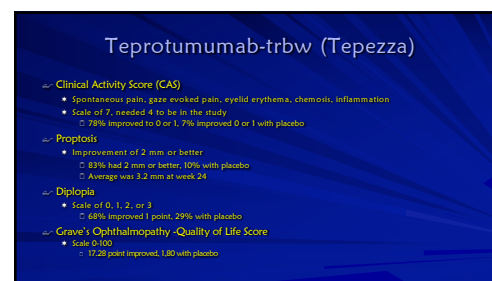 Teprotumumab-trbw (Tepezza)
Clinical Activity Score (CAS)
Spontaneous pain, gaze evoked pain, eyelid erythema, chemosis, inflammation
Scale of 7, needed 4 to be in the study
78% improved to 0 or 1, 7% improved 0 or 1 with placebo
Proptosis
Improvement of 2 mm or better
83% had 2 mm or better, 10% with placebo
Average was 3.2 mm at week 24
Diplopia
Scale of 0, 1, 2, or 3
68% improved 1 point, 29% with placebo
Grave's Ophthalmopathy -Quality of Life Score
Scale 0-100
17.28 point improved, 1,80 with placebo